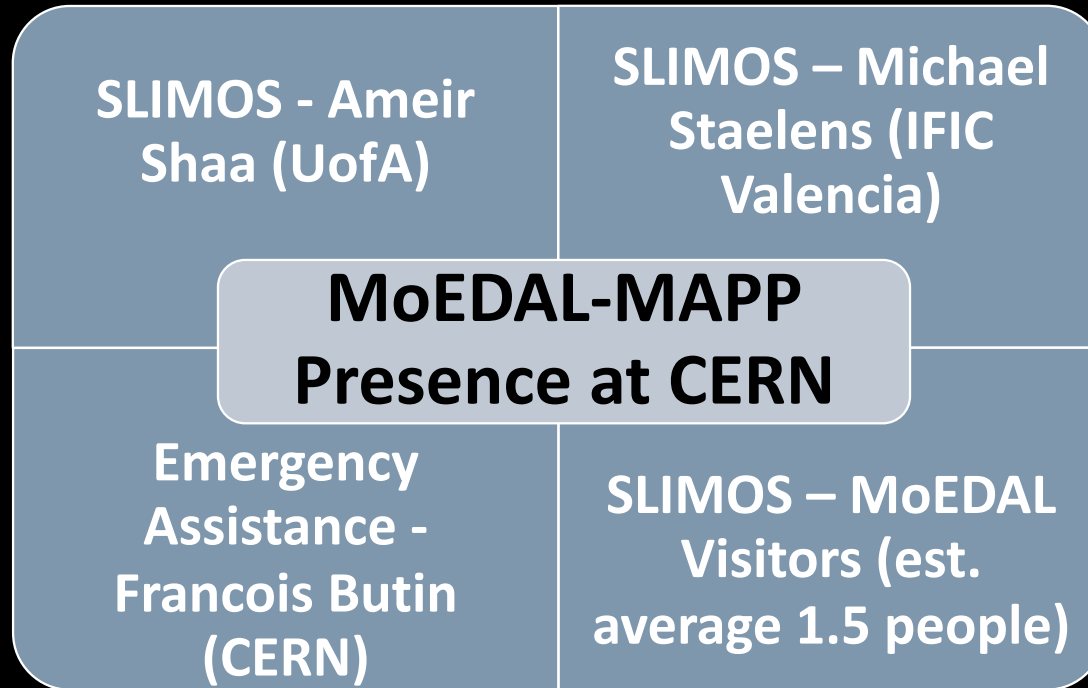 SLIMOS - Ameir
Shaa (UofA)
SLIMOS – Michael
Staelens (IFIC
Valencia)
MoEDAL-MAPP
Presence at CERN
Emergency
Assistance -
Francois Butin
(CERN)
SLIMOS – MoEDAL
Visitors (est.
average 1.5 people)